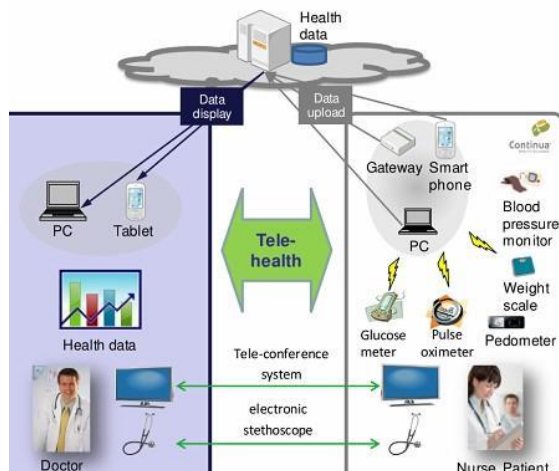 Health
data
Data
display
Data
upload
PC
Tablet
Health data
Doctor
Tele-
health
Tele-conference
system
electronic
stethoscope
Gateway
Smart
phone
Continua
PC
Blood
pressure
monitor
Weight
scale
Glucose
meter
Pulse
oximeter
Pedometer
Nurse, Patient